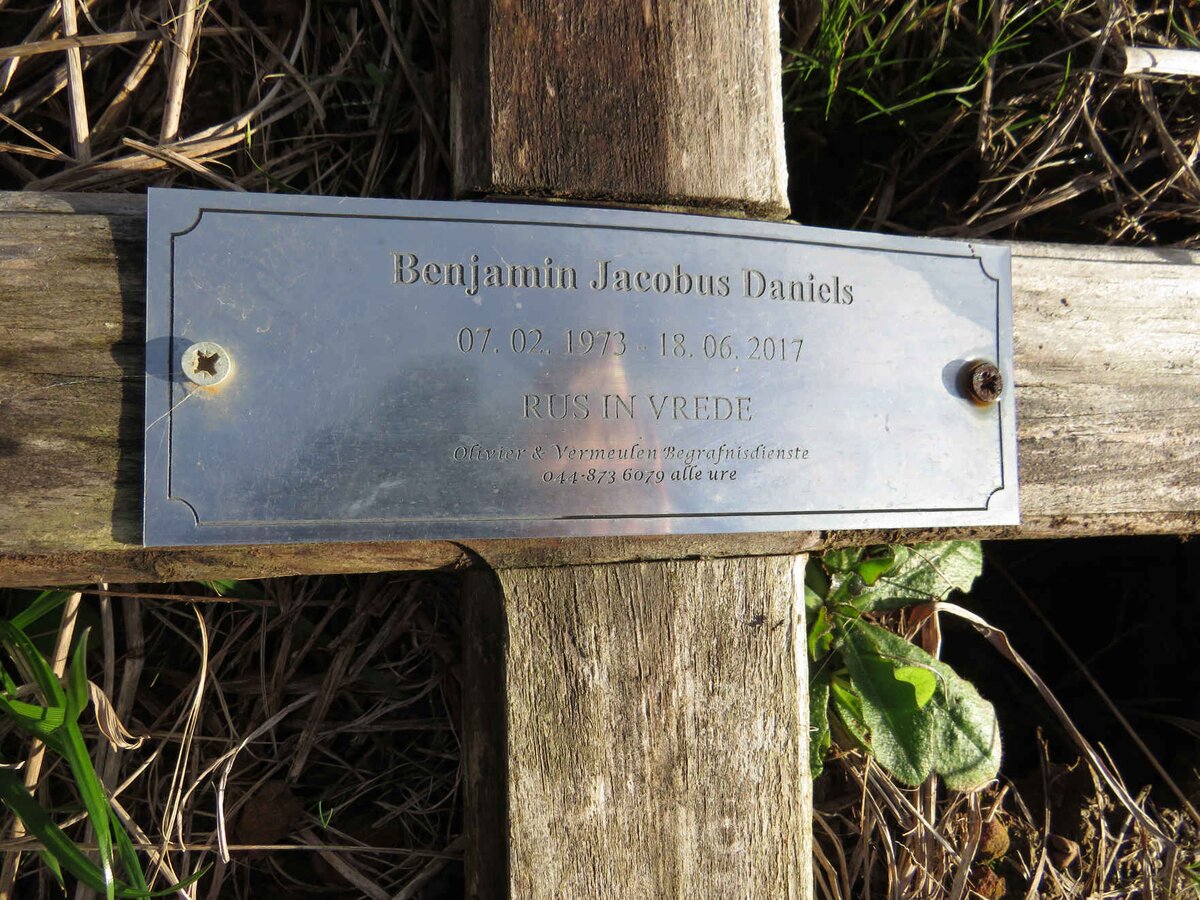 Benjamin Jacobus Daniels
07. 02. 1973 - 18. 06. 2017
RUS IN VREDE
Olivier & Vermeulen Begrafnisdienste
044-873 6079 alle ure